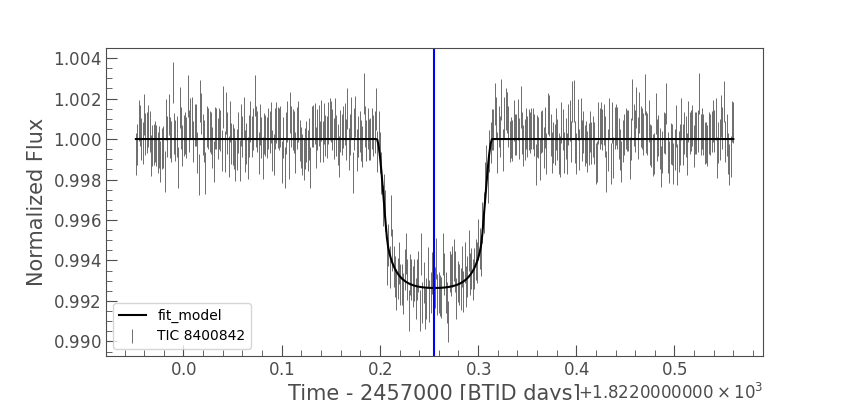 1.004
1.002
1.000
0.998
0.996
0.994
0.992
0.990
Normalized Flux
fit_model
TIC 8400842
0.0 0.1 0.2 0.3 0.4 0.5
Time - 2457000 [BTJD days]
+1.8220000000 × 10³